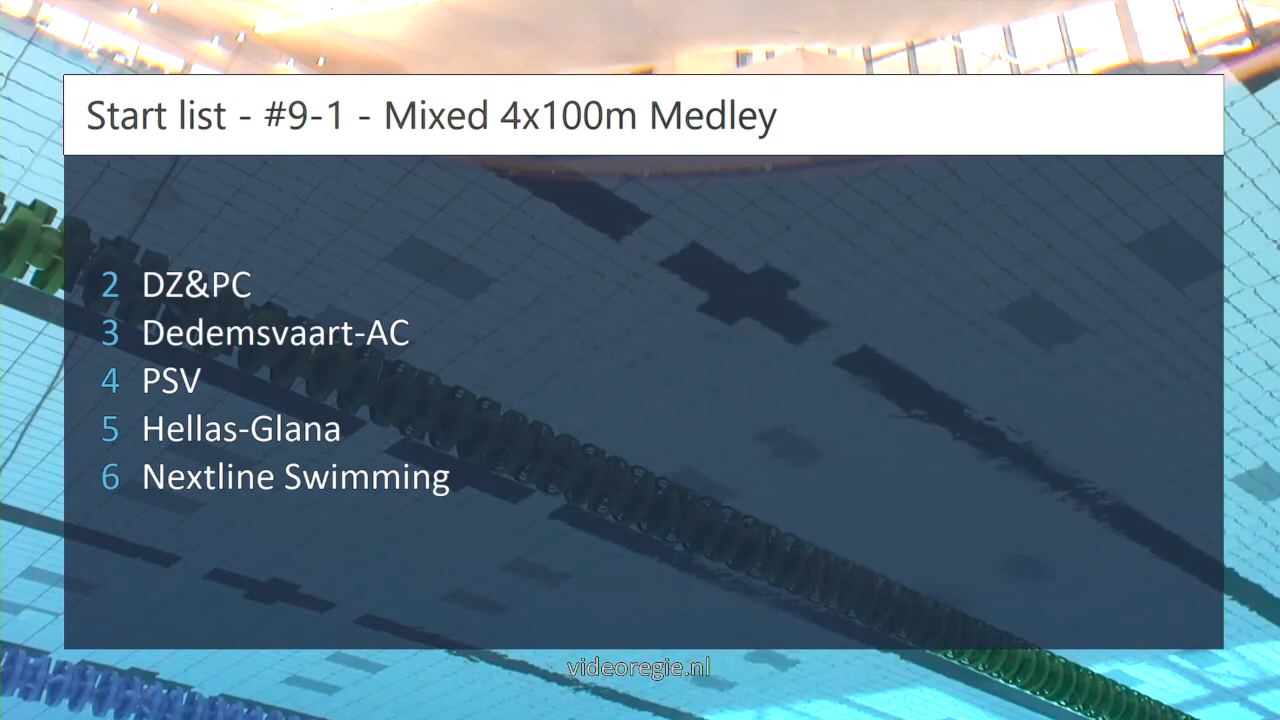 Start list - #9-1 - Mixed 4x100m Medley
2 DZ&PC
3 Dedemsvaart-AC
4 PSV
5 Hellas-Glana
6 Nextline Swimming
videoregie.nl